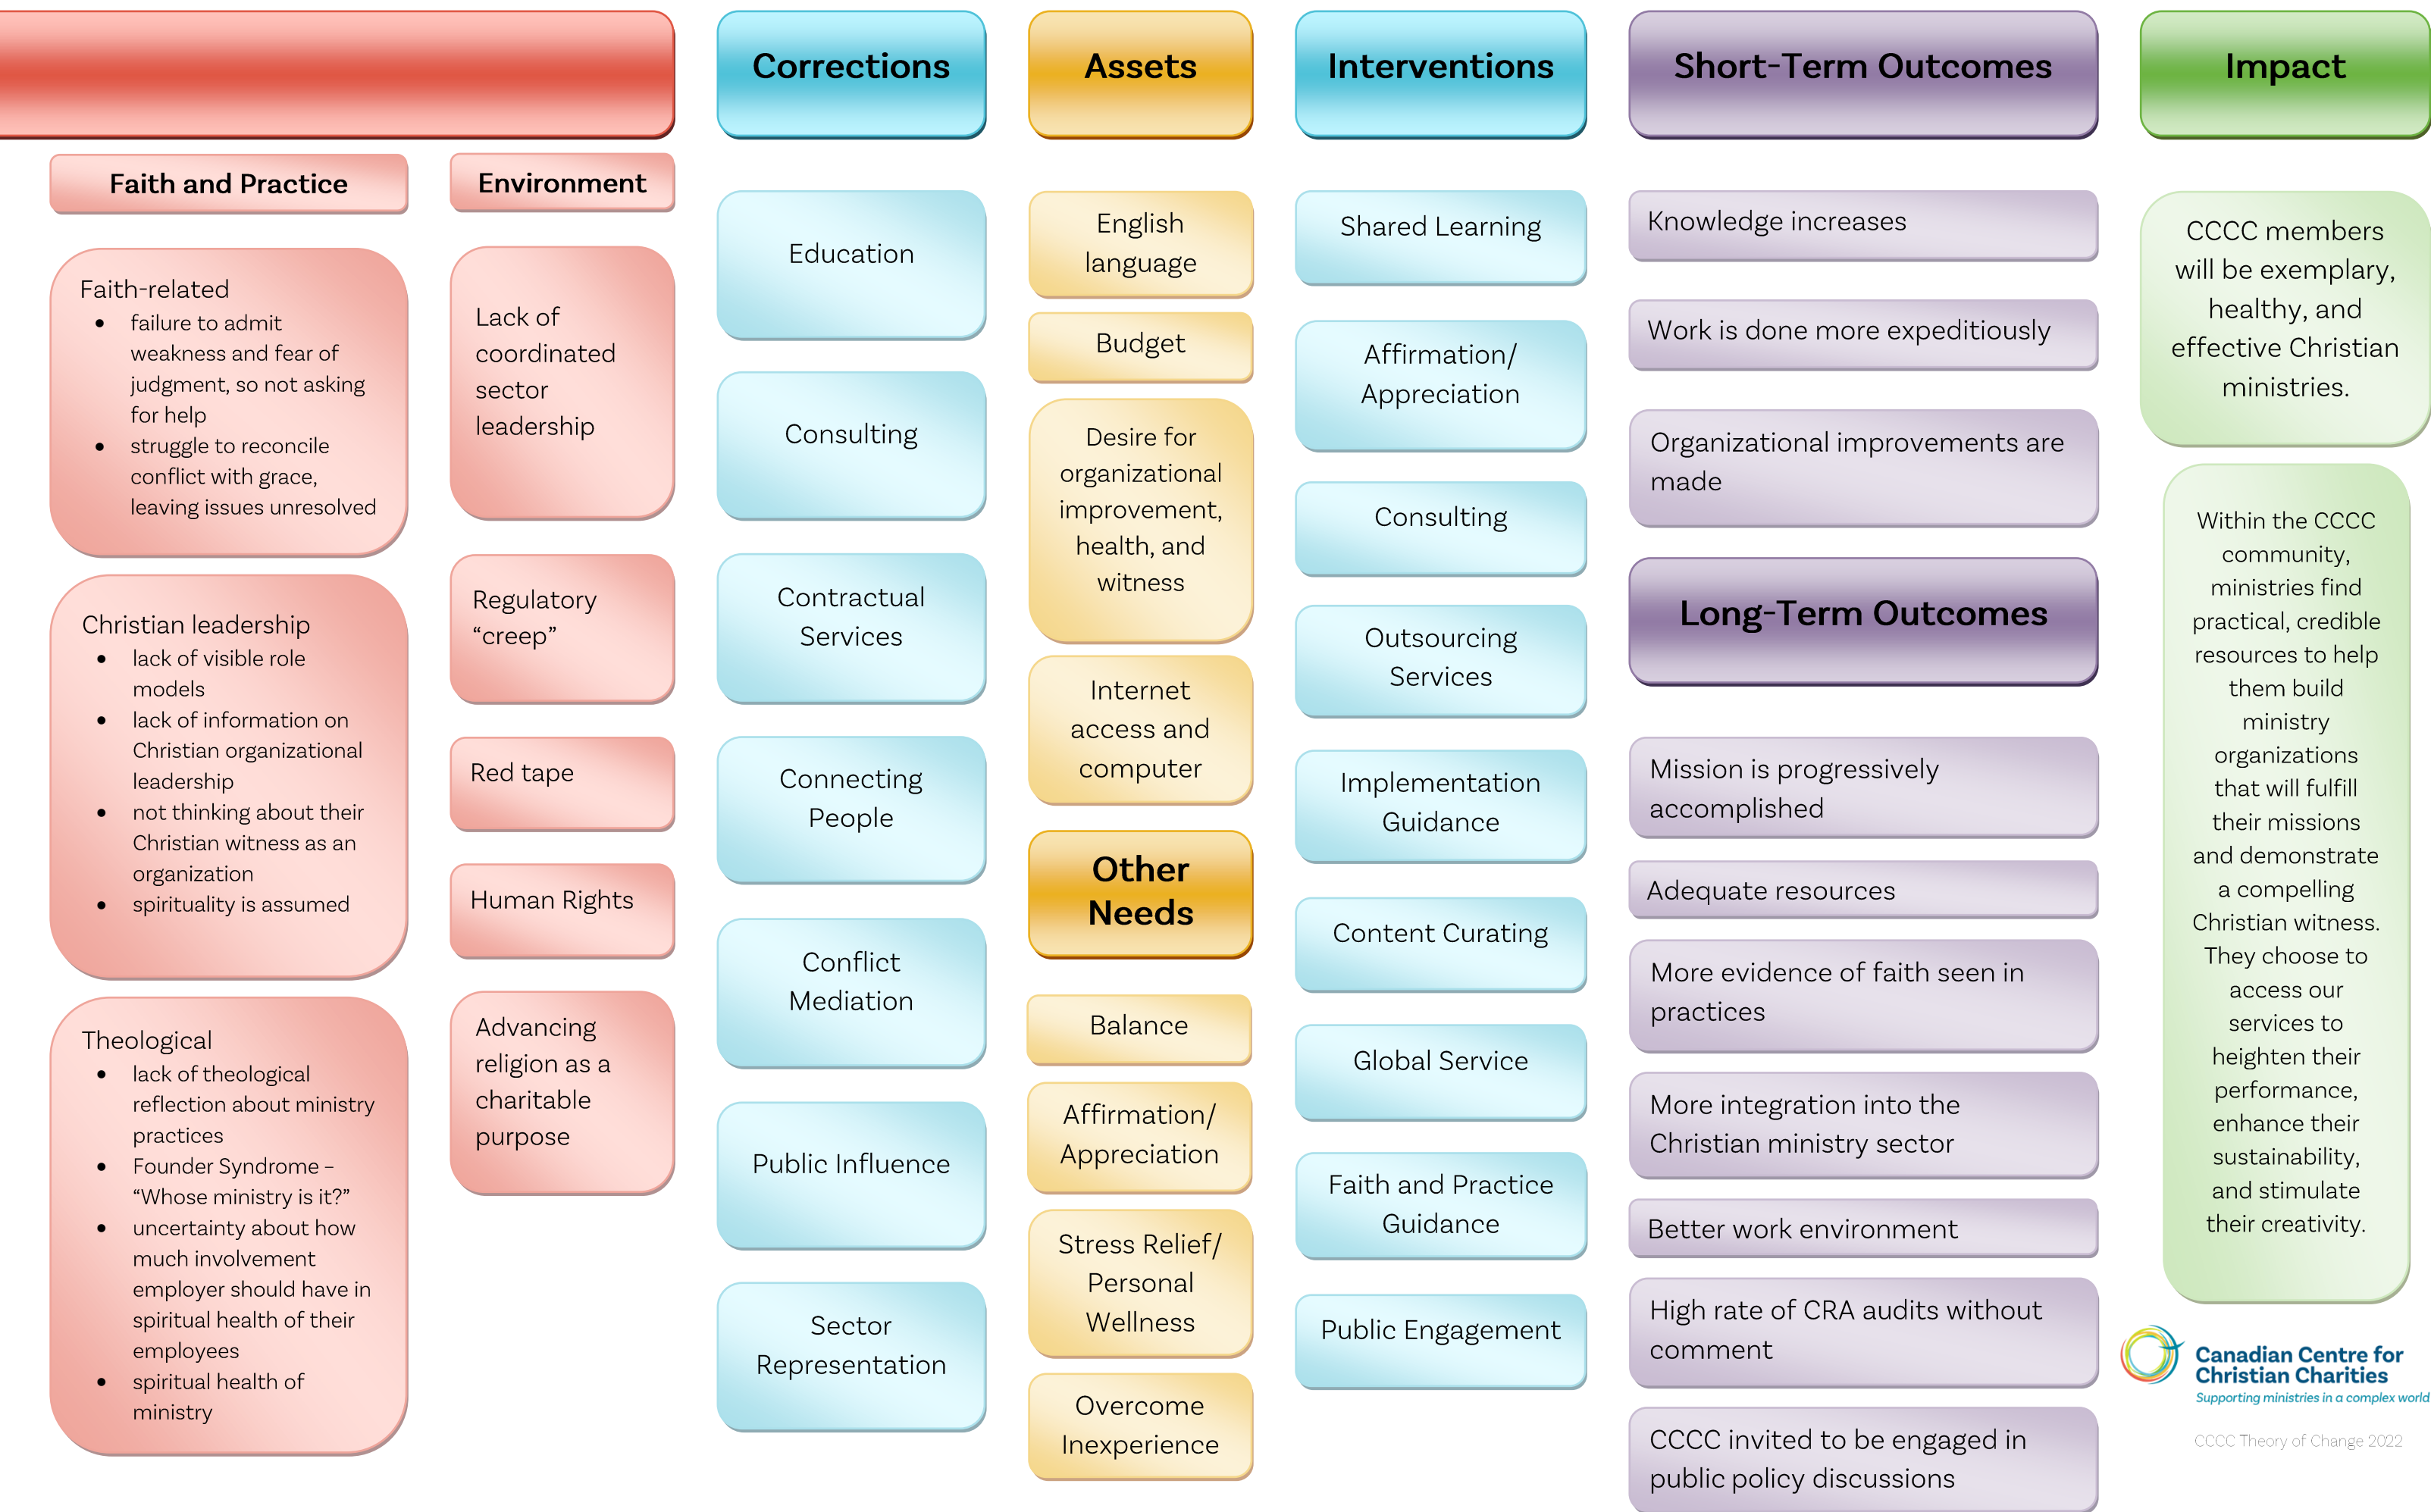 Faith and Practice
Faith-related
• failure to admit
weakness and fear of
judgment, so not asking
for help
• struggle to reconcile
conflict with grace,
leaving issues unresolved
Christian leadership
• lack of visible role
models
• lack of information on
Christian organizational
leadership
• not thinking about their
Christian witness as an
organization
• spirituality is assumed
Theological
• lack of theological
reflection about ministry
practices
• Founder Syndrome –
“Whose ministry is it?”
• uncertainty about how
much involvement
employer should have in
spiritual health of their
employees
• spiritual health of
ministry
Environment
Lack of
coordinated
sector
leadership
Regulatory
“creep”
Red tape
Human Rights
Advancing
religion as a
charitable
purpose
Corrections
Education
Consulting
Contractual
Services
Connecting
People
Conflict
Mediation
Public Influence
Sector
Representation
Assets
English
language
Budget
Desire for
organizational
improvement,
health, and
witness
Internet
access and
computer
Other
Needs
Balance
Affirmation/
Appreciation
Stress Relief/
Personal
Wellness
Overcome
Inexperience
Interventions
Shared Learning
Affirmation/
Appreciation
Consulting
Outsourcing
Services
Implementation
Guidance
Content Curating
Global Service
Faith and Practice
Guidance
Public Engagement
Short-Term Outcomes
Knowledge increases
Work is done more expeditiously
Organizational improvements are
made
Long-Term Outcomes
Mission is progressively
accomplished
Adequate resources
More evidence of faith seen in
practices
More integration into the
Christian ministry sector
Better work environment
High rate of CRA audits without
comment
CCCC invited to be engaged in
public policy discussions
Impact
CCCC members
will be exemplary,
healthy, and
effective Christian
ministries.
Within the CCCC
community,
ministries find
practical, credible
resources to help
them build
ministry
organizations
that will fulfill
their missions
and demonstrate
a compelling
Christian witness.
They choose to
access our
services to
heighten their
performance,
enhance their
sustainability,
and stimulate
their creativity.
Canadian Centre for
Christian Charities
Supporting ministries in a complex world
CCCC Theory of Change 2022